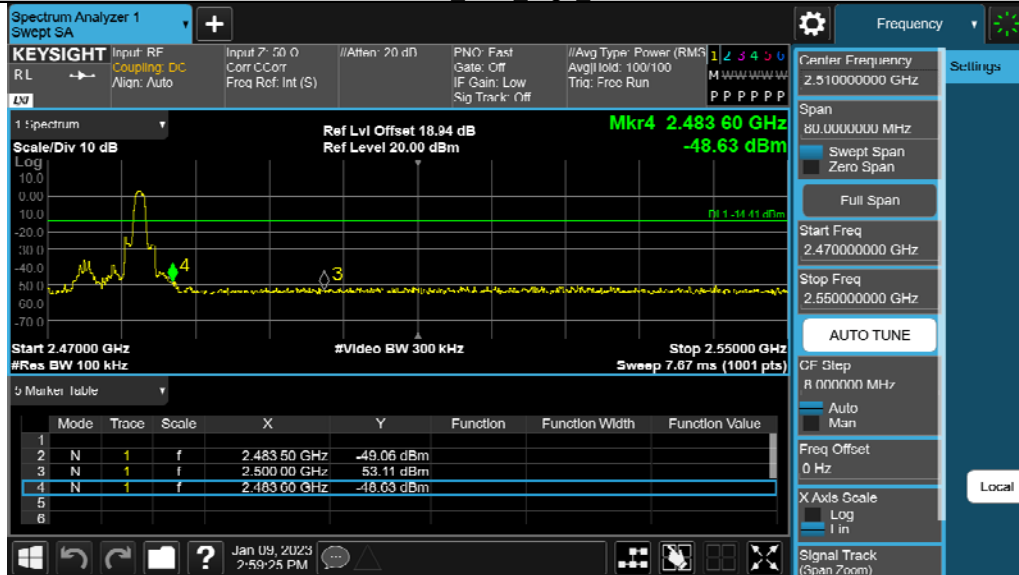 Spectrum Analyzer 1
Swept SA
+
Frequency
KEYSIGHT
RL
LXI
Input: RF
Coupling: DC
Align: Auto
Input Z: 50 Ω
Corr CCorr
Freq Ref: Int (S)
#Atten: 20 dB
PNO: Fast
Gate: Off
IF Gain: Low
Sig Track: Off
#Avg Type: Power (RMS
Avg|Hold: 100/100
Trig: Free Run
1 2 3 4 5 6
M W W W W W
P P P P P P
Center Frequency
2.510000000 GHz
Settings
Span
80.0000000 MHz
Swept Span
Zero Span
Full Span
Start Freq
2.470000000 GHz
Stop Freq
2.550000000 GHz
AUTO TUNE
CF Step
8.000000 MHz
Auto
Man
Freq Offset
0 Hz
X Axis Scale
Log
Lin
Signal Track
(Span Zoom)
Local
1 Spectrum
Scale/Div 10 dB
Ref Lvl Offset 18.94 dB
Ref Level 20.00 dBm
Mkr4 2.483 60 GHz
-48.63 dBm
Log
10.0
0.00
10.0
-20.0
30.0
-40.0
50.0
60.0
-70.0
DL1 -14.41 dBm
4
3
Start 2.47000 GHz
#Video BW 300 kHz
Stop 2.55000 GHz
#Res BW 100 kHz
Sweep 7.67 ms (1001 pts)
5 Marker Table
Mode Trace Scale X Y Function Function Width Function Value
1
2 N 1 f 2.483 50 GHz -49.06 dBm
3 N 1 f 2.500 00 GHz 53.11 dBm
4 N 1 f 2.483 60 GHz -48.63 dBm
5
6
?
Jan 09, 2023
2:59:25 PM